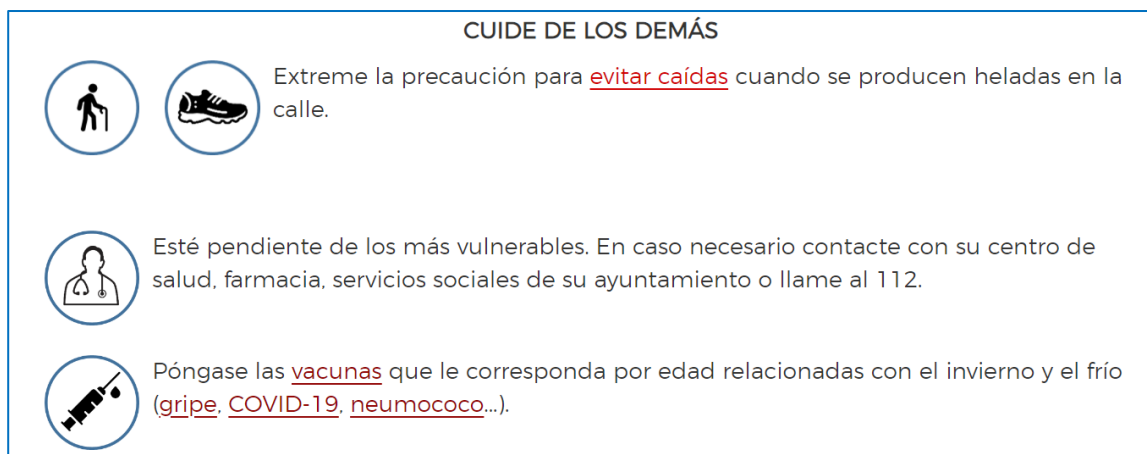 CUIDE DE LOS DEMÁS
Extreme la precaución para evitar caídas cuando se producen heladas en la
calle.
Esté pendiente de los más vulnerables. En caso necesario contacte con su centro de
salud, farmacia, servicios sociales de su ayuntamiento o llame al 112.
Póngase las vacunas que le corresponda por edad relacionadas con el invierno y el frío
(gripe, COVID-19, neumococo...).